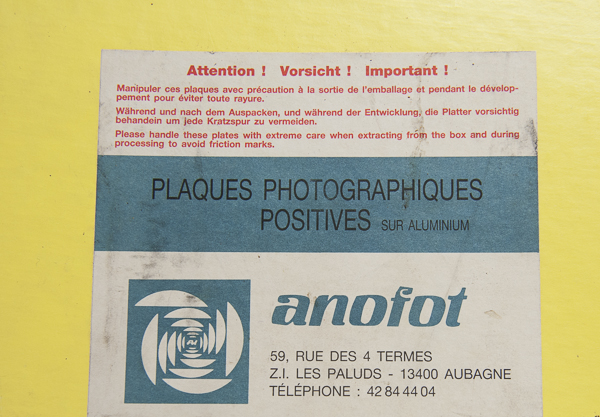 Attention ! Vorsicht ! Important !
Manipuler ces plaques avec précaution à la sortie de l'emballage et pendant le dévelop-
pement pour éviter toute rayure.
Während und nach dem Auspacken, und während der Entwicklung, die Platter vorsichtig
behandeln um jede Kratzspur zu vermeiden.
Please handle these plates with extreme care when extracting from the box and during
processing to avoid friction marks.
PLAQUES PHOTOGRAPHIQUES
POSITIVES SUR ALUMINIUM
anofot
59, RUE DES 4 TERMES
Z.I. LES PALUDS - 13400 AUBAGNE
TÉLÉPHONE : 42 84 44 04